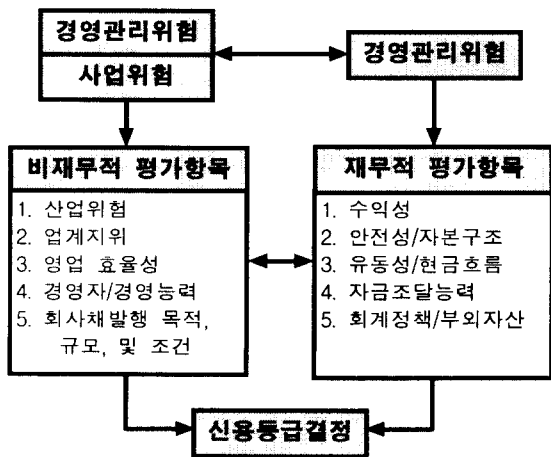 경영관리위험
사업위험
경영관리위험
비재무적 평가항목
1. 산업위험
2. 업계지위
3. 영업 효율성
4. 경영자/경영능력
5. 회사채발행 목적,
규모, 및 조건
재무적 평가항목
1. 수익성
2. 안전성/자본구조
3. 유동성/현금흐름
4. 자금조달능력
5. 회계정책/부외자산
신용등급결정